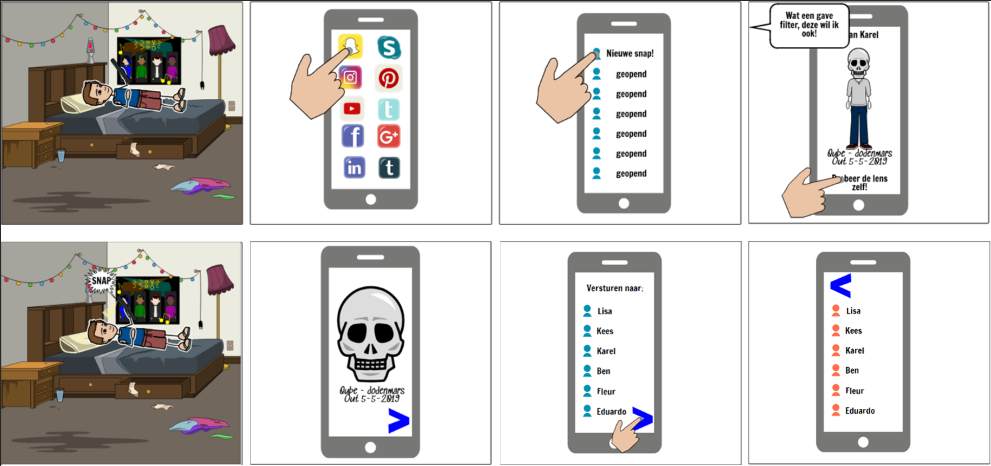 Nieuwe snap!
geopend
geopend
geopend
geopend
geopend
geopend
Wat een gave
filter, deze wil ik
ook!
an Karel
Qube - dodenmars
Out 5-5-2019
beer de lens
zelf!
SNAP
Qube - dodenmars
Out 5-5-2019
>
Versturen naar:
Lisa
Kees
Karel
Ben
Fleur
Eduardo
>
<
Lisa
Kees
Karel
Ben
Fleur
Eduardo